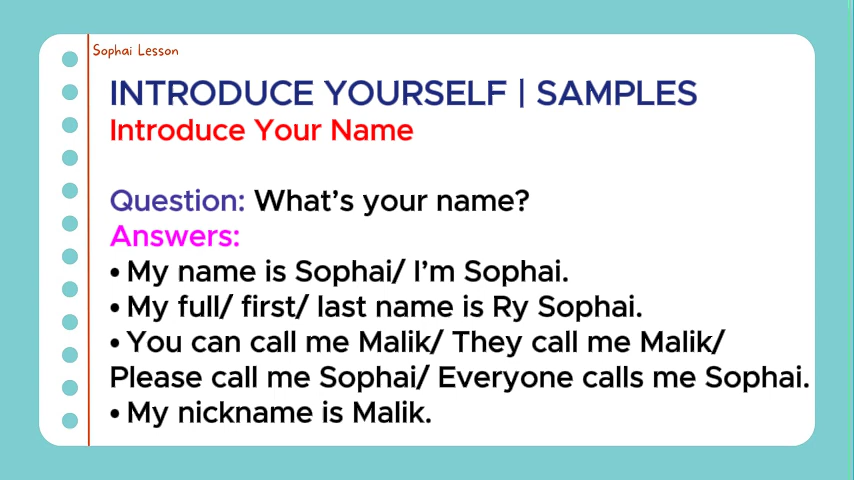 Sophai Lesson
INTRODUCE YOURSELF | SAMPLES
Introduce Your Name
Question: What’s your name?
Answers:
• My name is Sophai/ I’m Sophai.
• My full/ first/ last name is Ry Sophai.
• You can call me Malik/ They call me Malik/
Please call me Sophai/ Everyone calls me Sophai.
• My nickname is Malik.